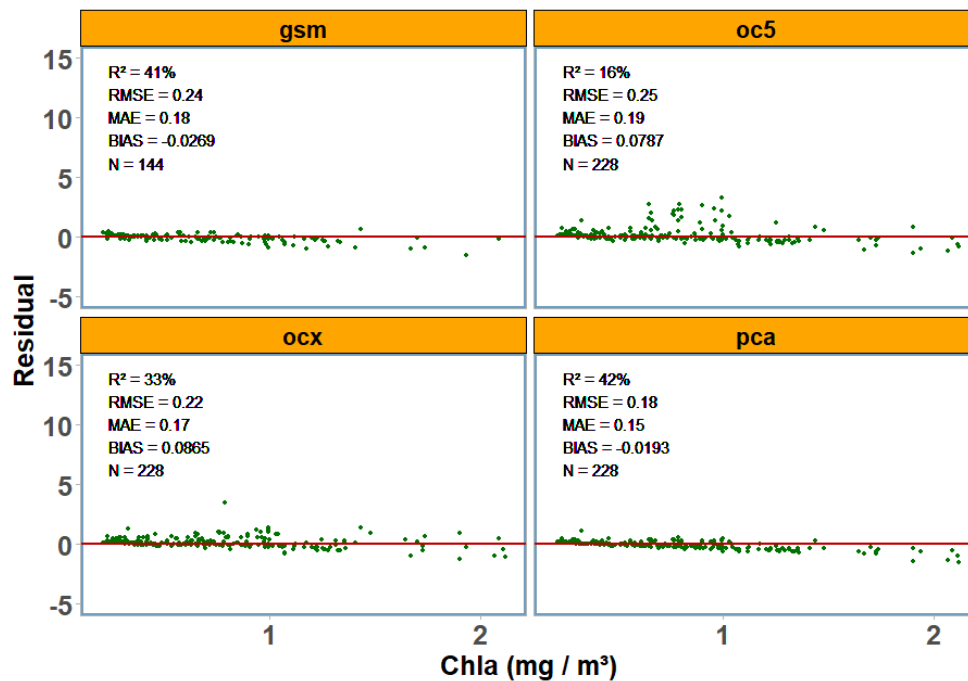 gsm
oc5
15
10
5
0
-5
R² = 41%
RMSE = 0.24
MAE = 0.18
BIAS = -0.0269
N = 144
R² = 16%
RMSE = 0.25
MAE = 0.19
BIAS = 0.0787
N = 228
Residual
ocx
pca
15
10
5
0
-5
R² = 33%
RMSE = 0.22
MAE = 0.17
BIAS = 0.0865
N = 228
R² = 42%
RMSE = 0.18
MAE = 0.15
BIAS = -0.0193
N = 228
1
2
1
2
Chla (mg / m³)